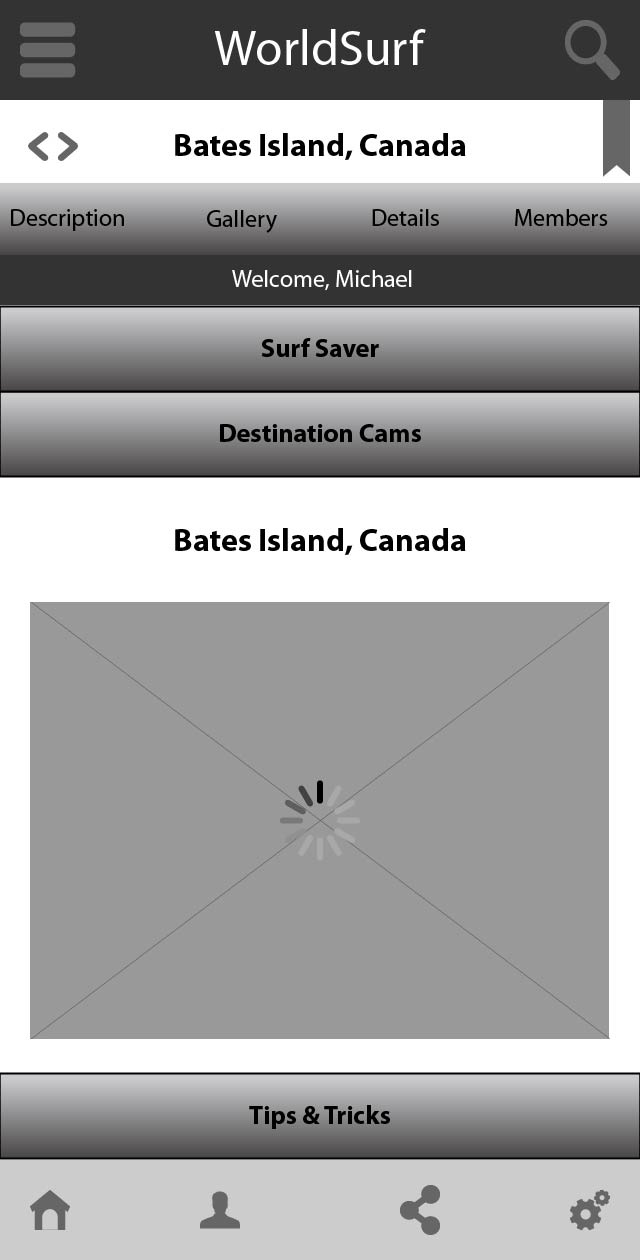 WorldSurf
Bates Island, Canada
Description Gallery Details Members
Welcome, Michael
Surf Saver
Destination Cams
Bates Island, Canada
Tips & Tricks